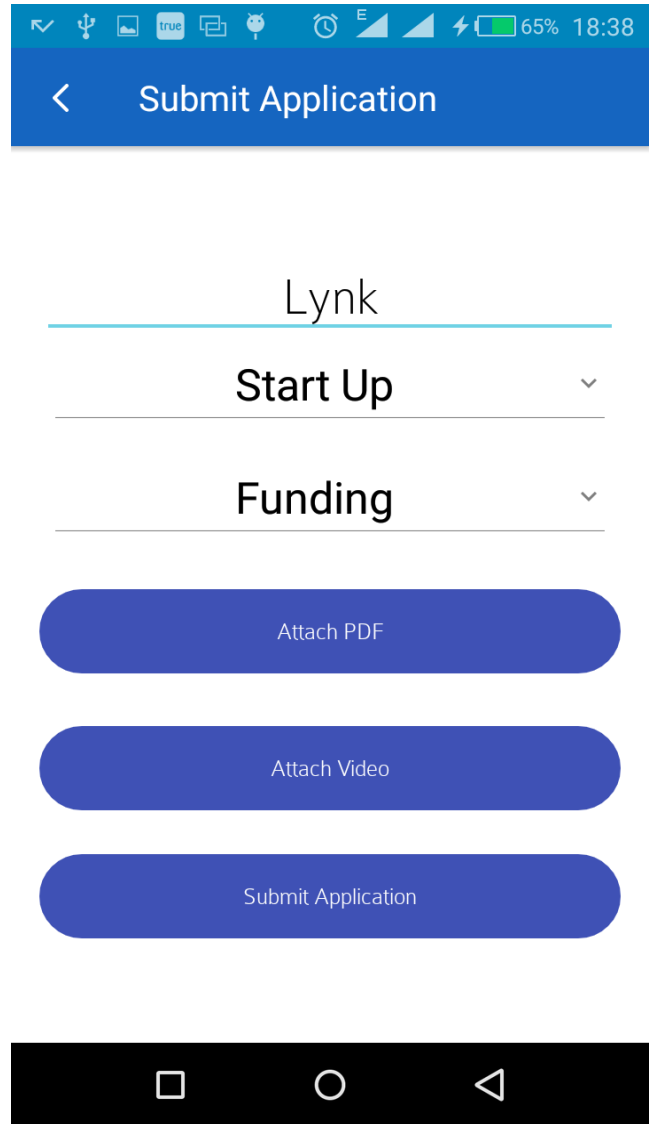 true E 65% 18:38
Submit Application
Lynk
Start Up
Funding
Attach PDF
Attach Video
Submit Application